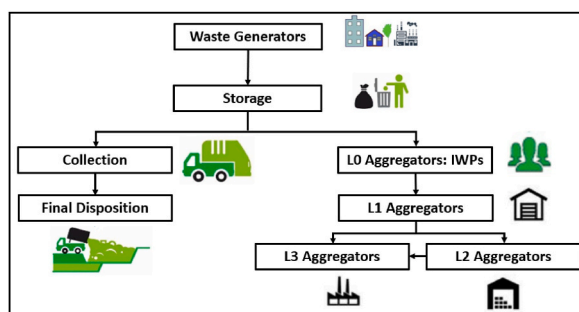 Waste Generators
Storage
Collection
L0 Aggregators: IWPs
Final Disposition
L1 Aggregators
L3 Aggregators
L2 Aggregators